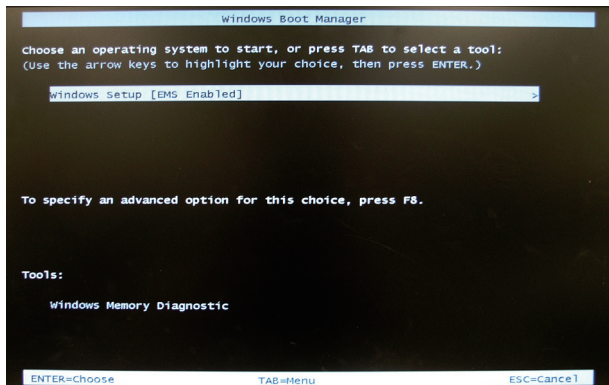 Windows Boot Manager
Choose an operating system to start, or press TAB to select a tool:
(Use the arrow keys to highlight your choice, then press ENTER.)
Windows Setup [EMS Enabled] >
To specify an advanced option for this choice, press F8.
Tools:
Windows Memory Diagnostic
ENTER=Choose TAB=Menu ESC=Cancel